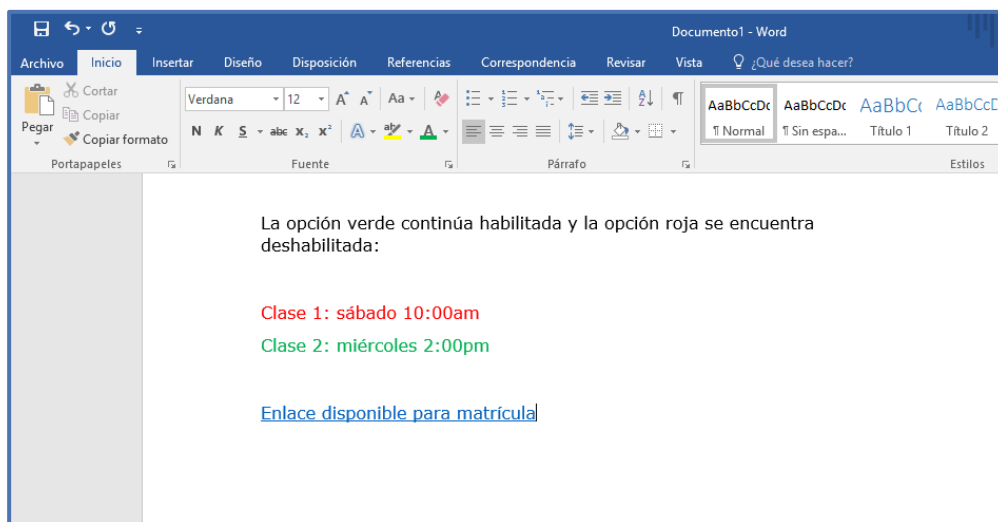 Documento1 - Word
Archivo Inicio Insertar Diseño Disposición Referencias Correspondencia Revisar Vista ¿Qué desea hacer?
Pegar
Cortar
Copiar
Copiar formato
Portapapeles
Verdana 12 A A Aa
N K S abc X₂ X² A aby A
Fuente
Párrafo
AaBbCcDc AaBbCcDc AaBbCc AaBbCcD
¶ Normal ¶ Sin espa... Título 1 Título 2
Estilos
La opción verde continúa habilitada y la opción roja se encuentra
deshabilitada:
Clase 1: sábado 10:00am
Clase 2: miércoles 2:00pm
Enlace disponible para matrícula